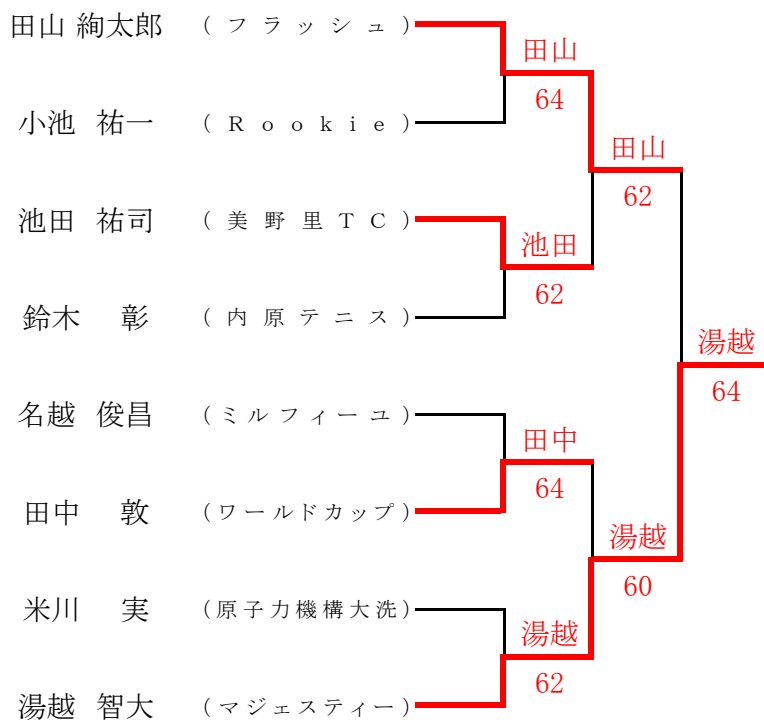 田山 絢太郎 (フラッシュ)
田山
64
小池 祐一 (Rookie)
田山
62
池田 祐司 (美野里TC)
池田
62
鈴木 彰 (内原テニス)
湯越
64
名越 俊昌 (ミルフィーユ)
田中
64
田中 敦 (ワールドカップ)
湯越
60
米川 実 (原子力機構大洗)
湯越
62
湯越 智大 (マジェスティー)